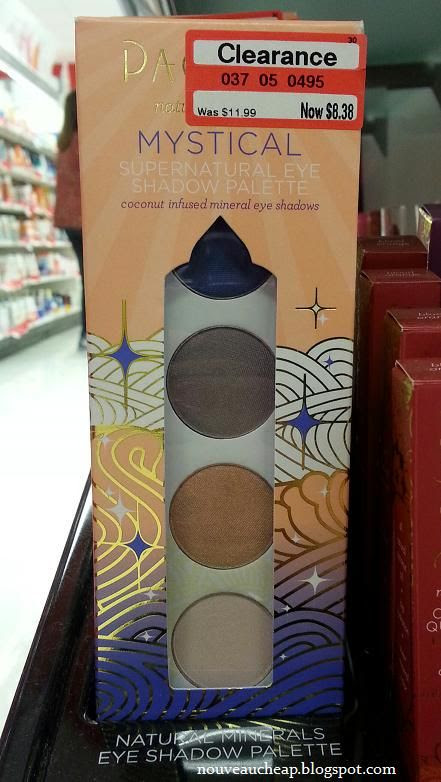 30
Clearance
037 05 0495
Was $11.99 Now $8.38
MYSTICAL
SUPERNATURAL EYE
SHADOW PALETTE
coconut infused mineral eye shadows
NATURAL MINERALS
EYE SHADOW PALETTE
nouveaucheap.blogspot.com